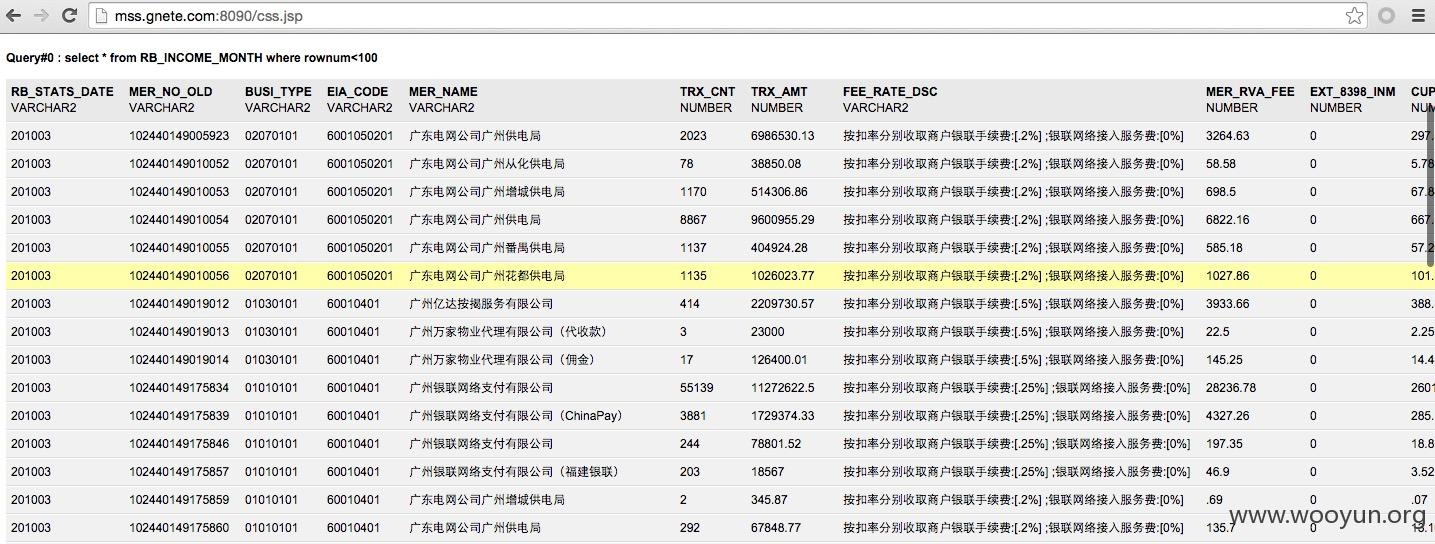 mss.gnete.com:8090/css.jsp
Query#0 : select * from RB_INCOME_MONTH where rownum<100
RB_STATS_DATE MER_NO_OLD BUSI_TYPE EIA_CODE MER_NAME TRX_CNT TRX_AMT FEE_RATE_DSC MER_RVA_FEE EXT_8398_INM CUP
VARCHAR2 VARCHAR2 VARCHAR2 VARCHAR2 VARCHAR2 NUMBER NUMBER VARCHAR2 NUMBER NUMBER NUM
201003 102440149005923 02070101 6001050201 广东电网公司广州供电局 2023 6986530.13 按扣率分别收取商户银联手续费:[.2%] ;银联网络接入服务费:[0%] 3264.63 0 297.
201003 102440149010052 02070101 6001050201 广东电网公司广州从化供电局 78 38850.08 按扣率分别收取商户银联手续费:[.2%] ;银联网络接入服务费:[0%] 58.58 0 5.78
201003 102440149010053 02070101 6001050201 广东电网公司广州增城供电局 1170 514306.86 按扣率分别收取商户银联手续费:[.2%] ;银联网络接入服务费:[0%] 698.5 0 67.8
201003 102440149010054 02070101 6001050201 广东电网公司广州供电局 8867 9600955.29 按扣率分别收取商户银联手续费:[.2%] ;银联网络接入服务费:[0%] 6822.16 0 667.
201003 102440149010055 02070101 6001050201 广东电网公司广州番禺供电局 1137 404924.28 按扣率分别收取商户银联手续费:[.2%] ;银联网络接入服务费:[0%] 585.18 0 57.2
201003 102440149010056 02070101 6001050201 广东电网公司广州花都供电局 1135 1026023.77 按扣率分别收取商户银联手续费:[.2%] ;银联网络接入服务费:[0%] 1027.86 0 101.
201003 102440149019012 01030101 60010401 广州亿达按揭服务有限公司 414 2209730.57 按扣率分别收取商户银联手续费:[.5%] ;银联网络接入服务费:[0%] 3933.66 0 388.
201003 102440149019013 01030101 60010401 广州万家物业代理有限公司（代收款） 3 23000 按扣率分别收取商户银联手续费:[.5%] ;银联网络接入服务费:[0%] 22.5 0 2.25
201003 102440149019014 01030101 60010401 广州万家物业代理有限公司（佣金） 17 126400.01 按扣率分别收取商户银联手续费:[.5%] ;银联网络接入服务费:[0%] 145.25 0 14.4
201003 102440149175834 01010101 60010401 广州银联网络支付有限公司 55139 11272622.5 按扣率分别收取商户银联手续费:[.25%] ;银联网络接入服务费:[0%] 28236.78 0 2601
201003 102440149175839 01010101 60010401 广州银联网络支付有限公司（ChinaPay） 3881 1729374.33 按扣率分别收取商户银联手续费:[.25%] ;银联网络接入服务费:[0%] 4327.26 0 285.
201003 102440149175846 01010101 60010401 广州银联网络支付有限公司 244 78801.52 按扣率分别收取商户银联手续费:[.25%] ;银联网络接入服务费:[0%] 197.35 0 18.8
201003 102440149175857 01010101 60010401 广州银联网络支付有限公司（福建银联） 203 18567 按扣率分别收取商户银联手续费:[.25%] ;银联网络接入服务费:[0%] 46.9 0 3.52
201003 102440149175859 01010101 60010401 广东电网公司广州增城供电局 2 345.87 按扣率分别收取商户银联手续费:[.2%] ;银联网络接入服务费:[0%] .69 0 .07
201003 102440149175860 01010101 60010401 广东电网公司广州供电局 292 67848.77 按扣率分别收取商户银联手续费:[.2%] ;银联网络接入服务费:[0%] 135.7 0 13.1
www.wooyun.org